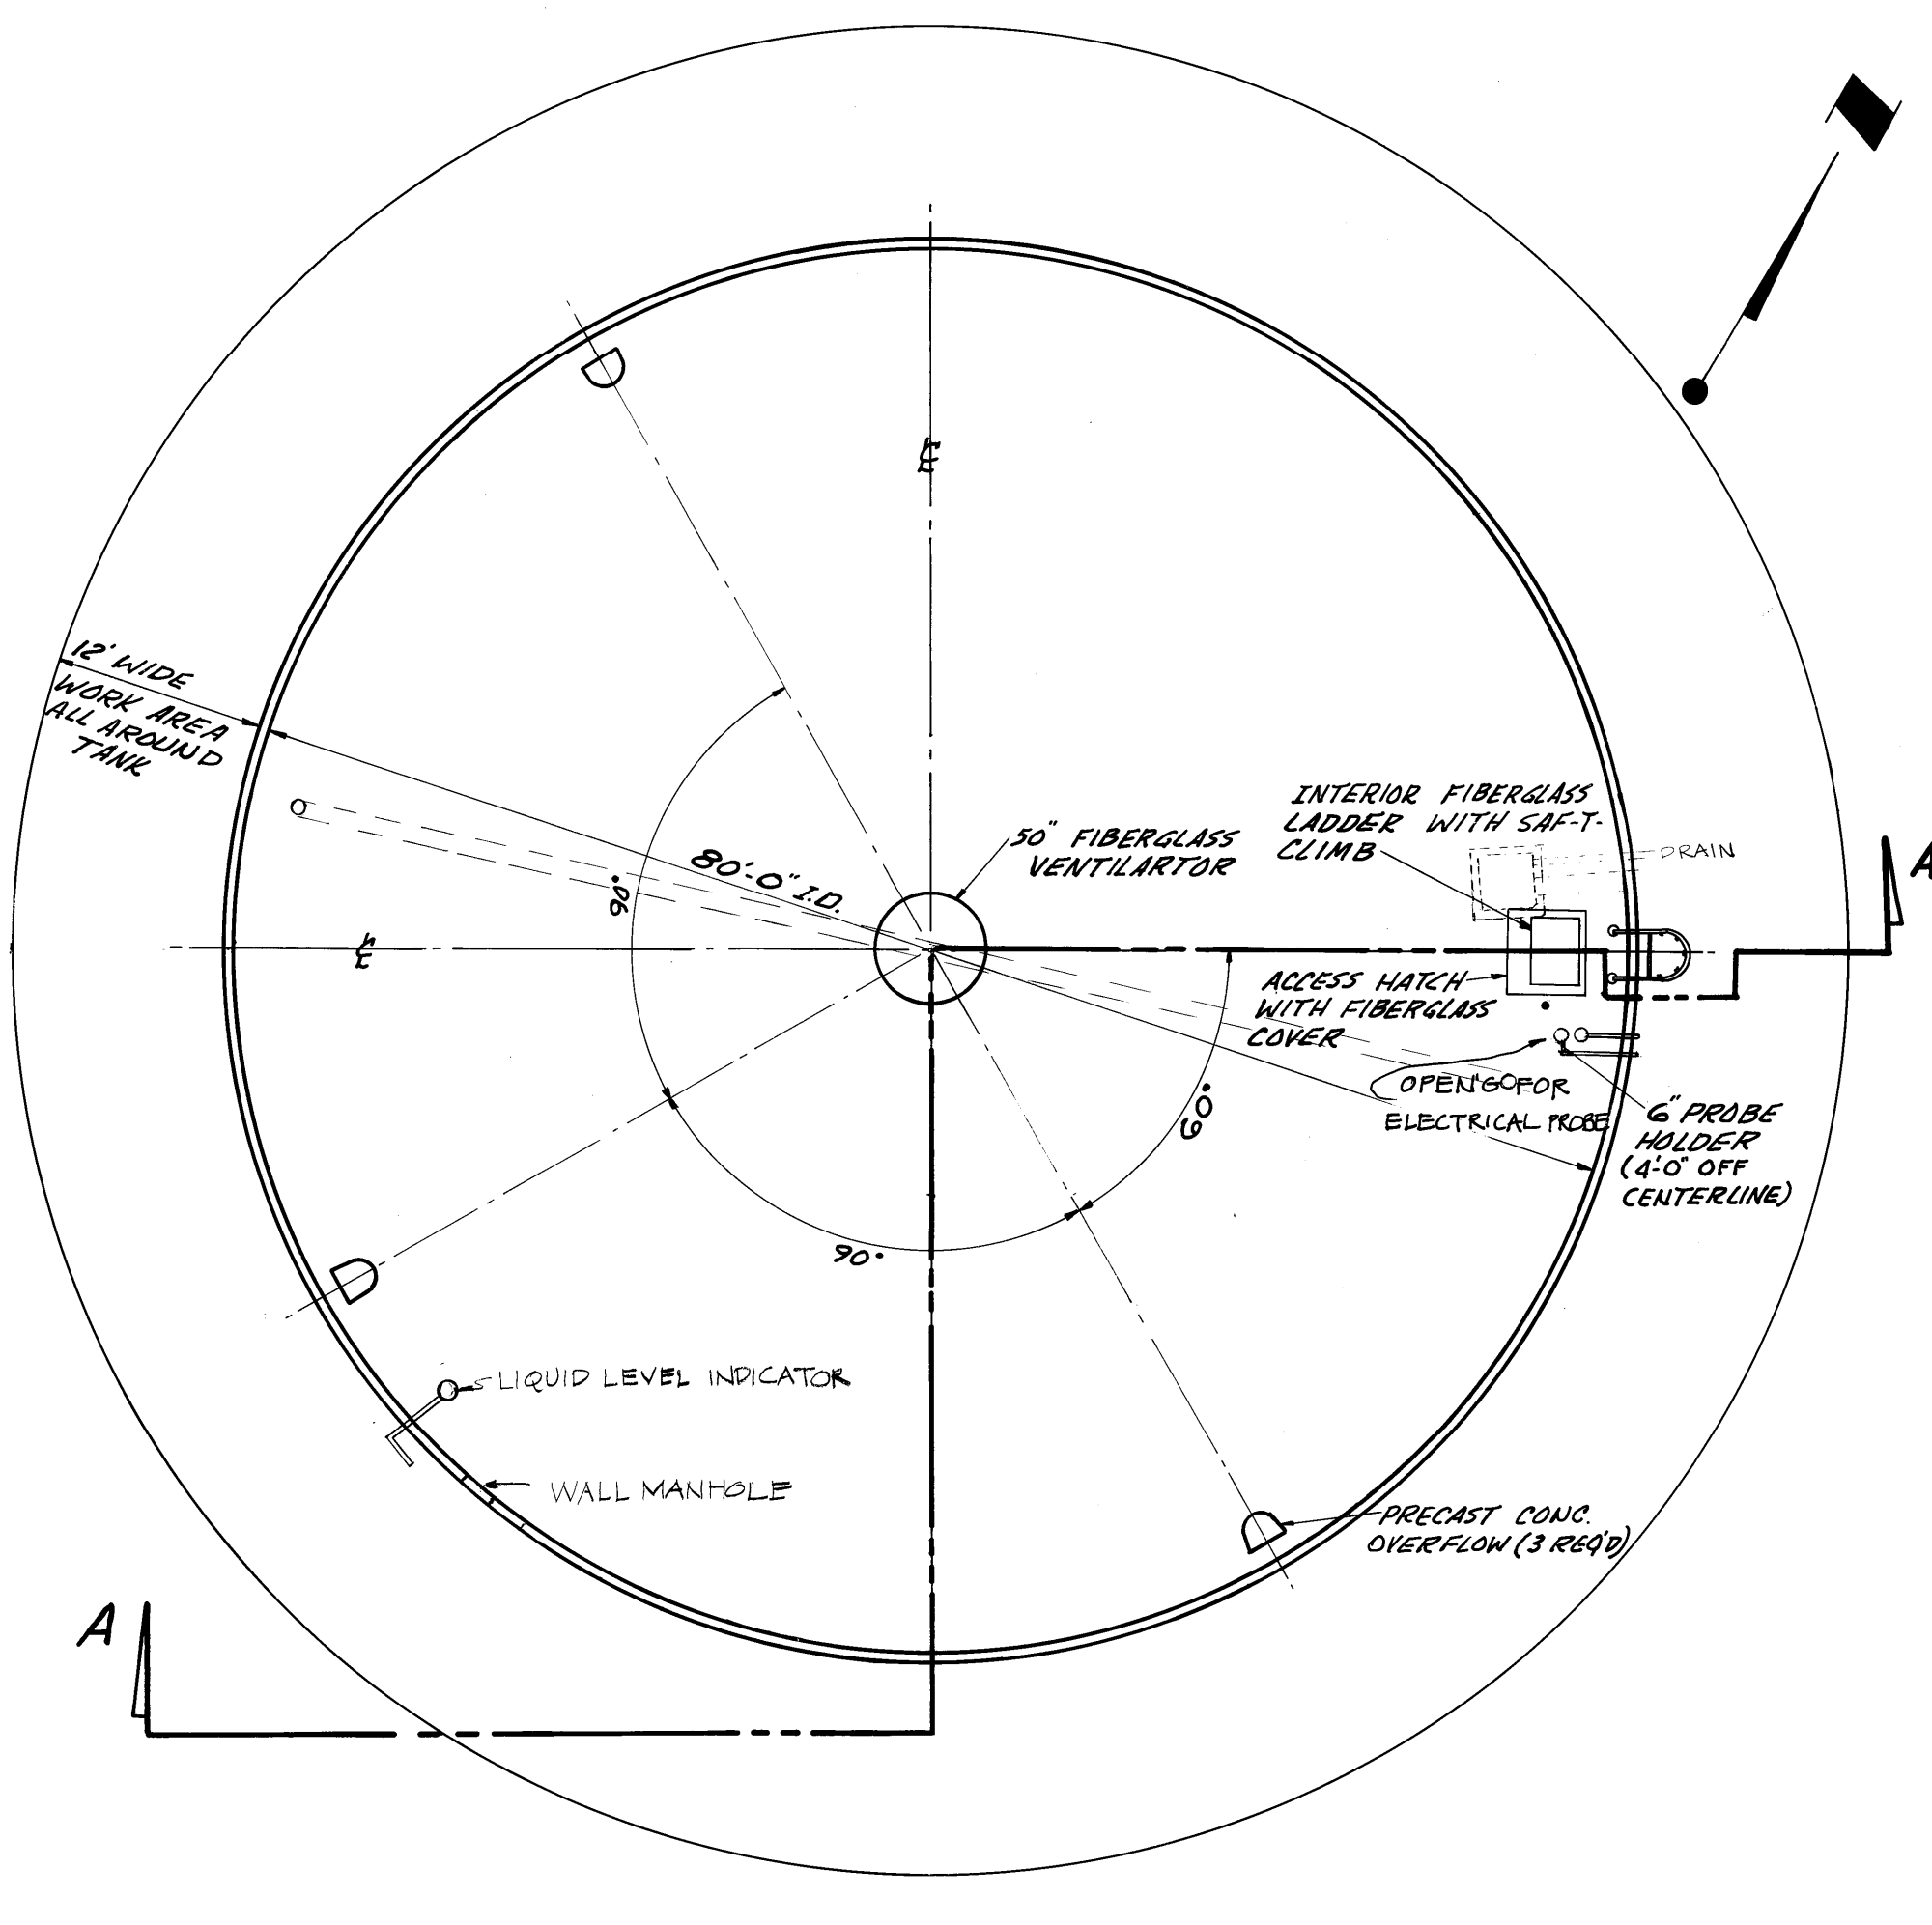 12' WIDE
WORK AREA
ALL AROUND
TANK
80'-0" I.D.
90°
50" FIBERGLASS
VENTILARTOR
INTERIOR FIBERGLASS
LADDER WITH SAF-T-
CLIMB
DRAIN
A
ACCESS HATCH
WITH FIBERGLASS
COVER
OPEN'G FOR
ELECTRICAL PROBE
6" PROBE
HOLDER
(4'-0" OFF
CENTERLINE)
60°
90°
LIQUID LEVEL INDICATOR
WALL MANHOLE
PRECAST CONC.
OVERFLOW (3 REQ'D)
A